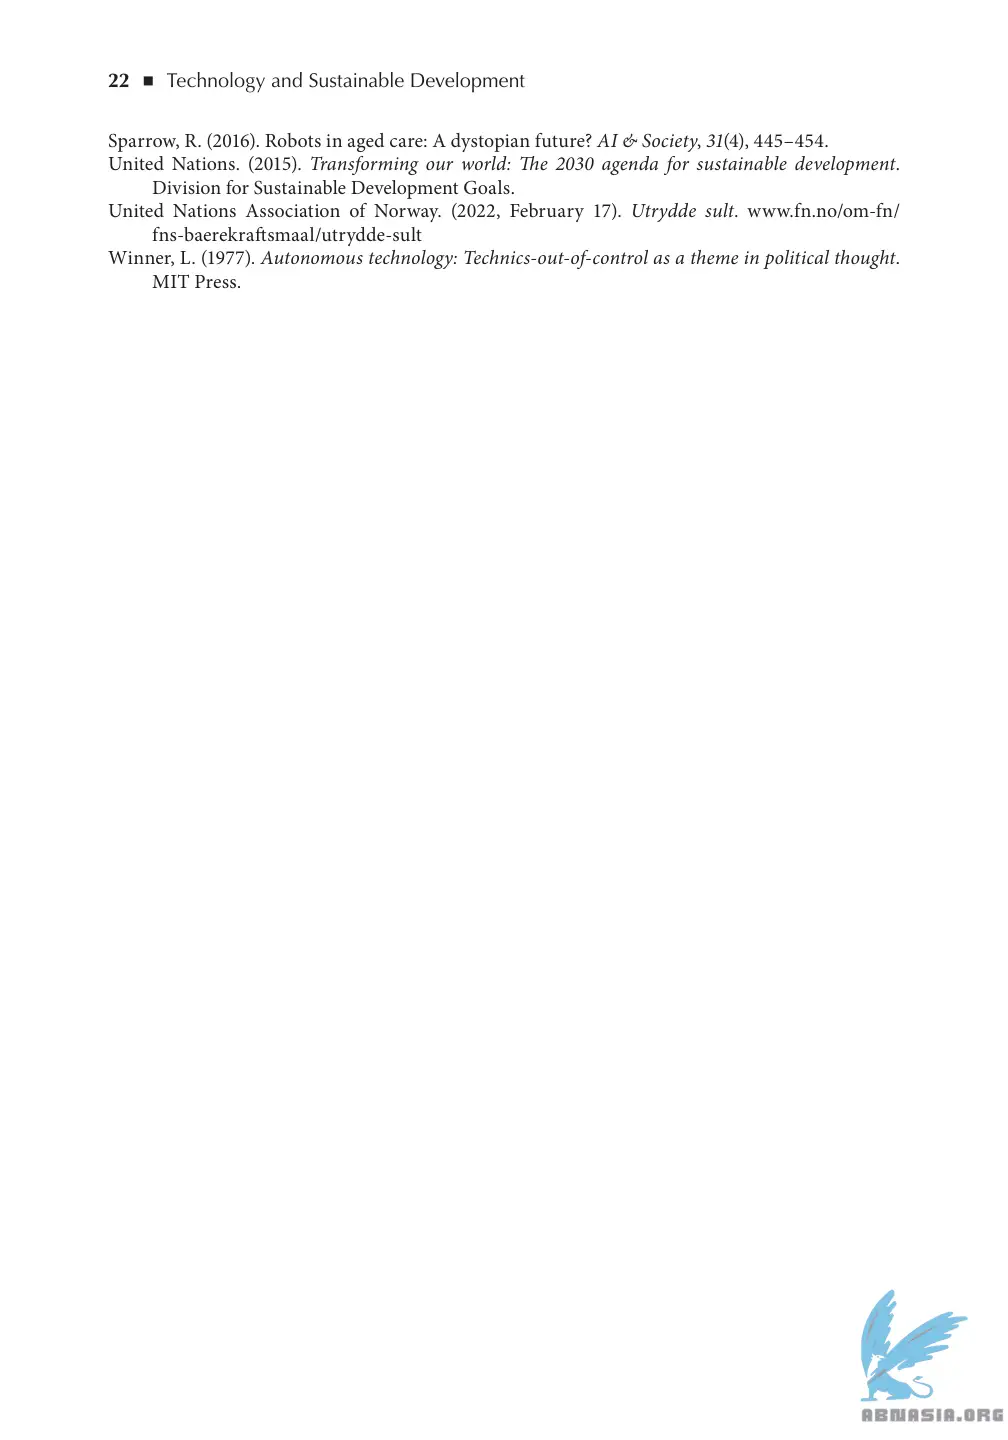 22 ■ Technology and Sustainable Development
Sparrow, R. (2016). Robots in aged care: A dystopian future? AI & Society, 31(4), 445–454.
United Nations. (2015). Transforming our world: The 2030 agenda for sustainable development.
Division for Sustainable Development Goals.
United Nations Association of Norway. (2022, February 17). Utrydde sult. www.fn.no/om-fn/
fns-baerekraftsmaal/utrydde-sult
Winner, L. (1977). Autonomous technology: Technics-out-of-control as a theme in political thought.
MIT Press.
ABNASIA.ORG